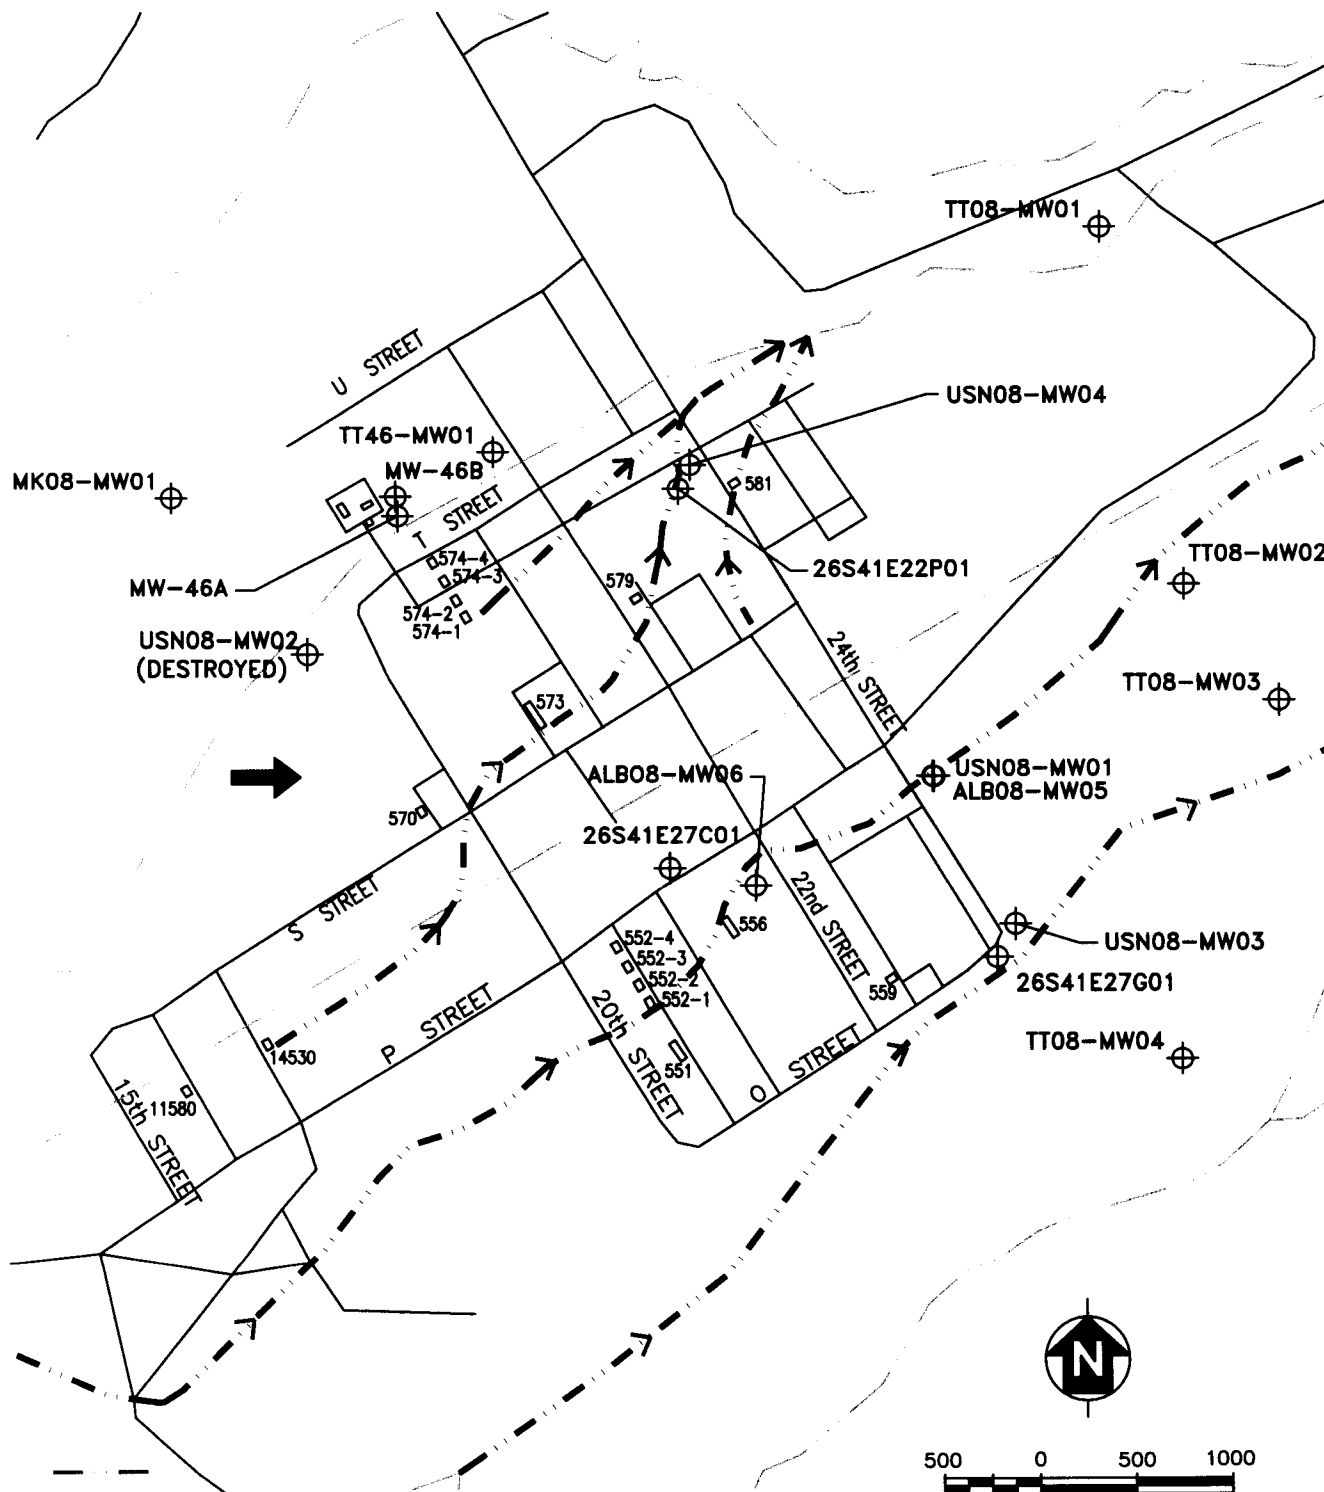 TT08-MW01
U STREET
USN08-MW04
TT46-MW01
MW-46B
MK08-MW01
581
T STREET
574-4
574-3
26S41E22P01
TT08-MW02
MW-46A
579
574-2
574-1
USN08-MW02
(DESTROYED)
24th STREET
TT08-MW03
573
ALB08-MW06
USN08-MW01
ALB08-MW05
570
26S41E27C01
S STREET
22nd STREET
556
552-4
552-3
552-2
552-1
USN08-MW03
559
26S41E27G01
20th STREET
P STREET
O STREET
TT08-MW04
14530
551
11580
15th STREET
N
500 0 500 1000